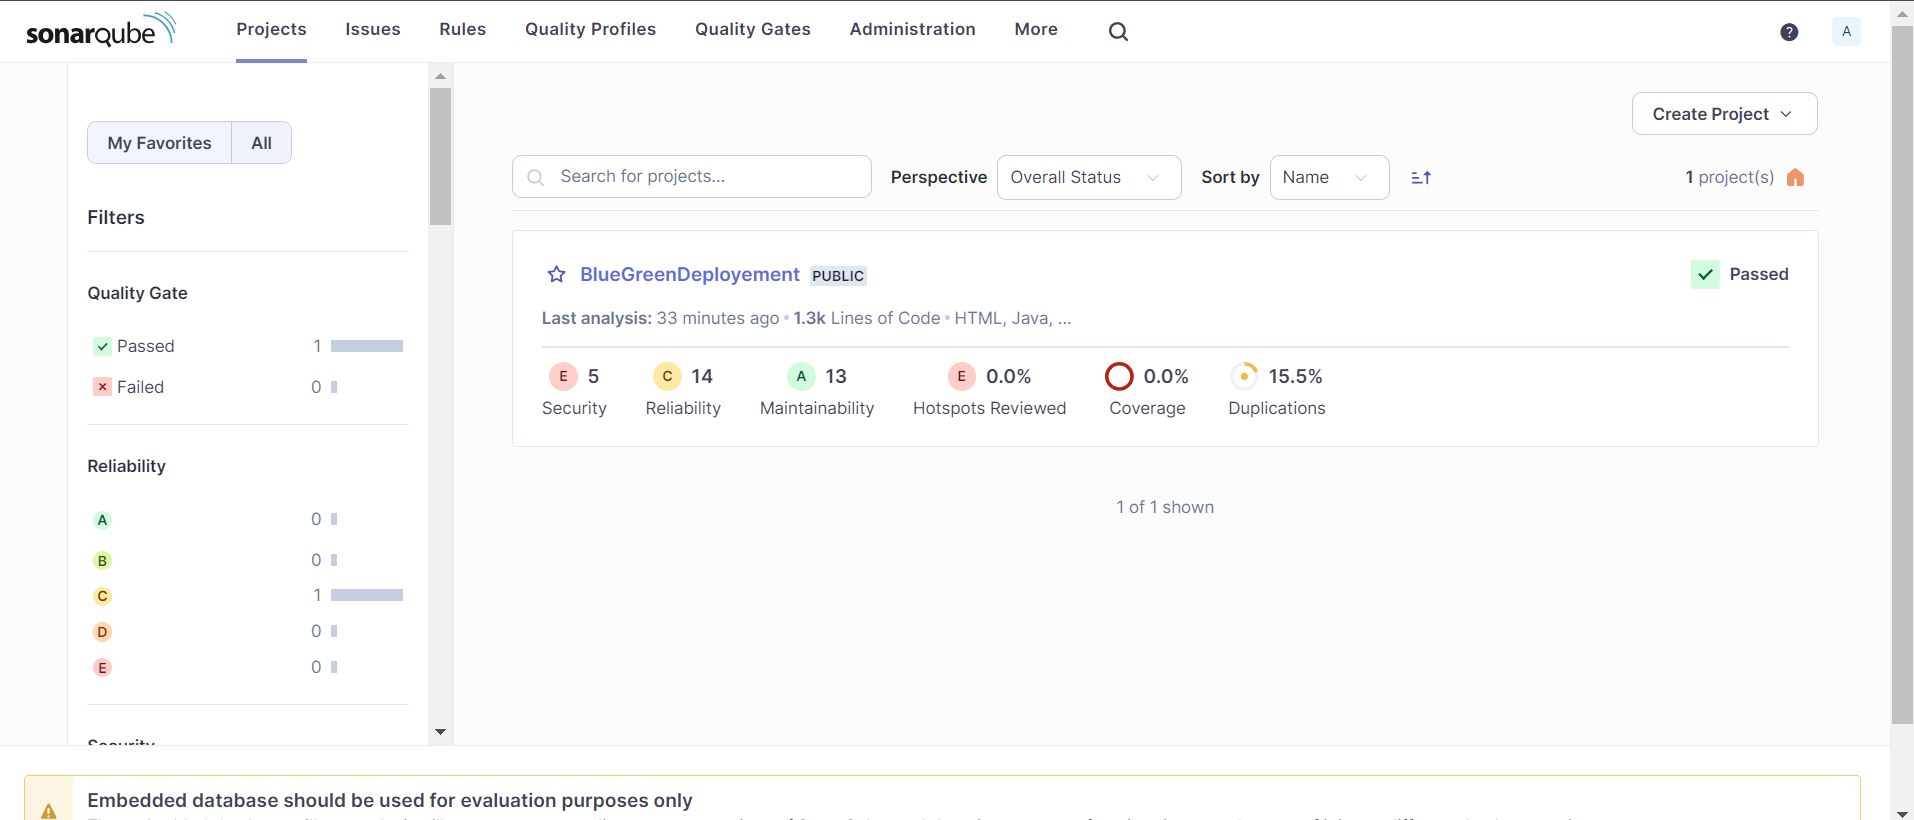 sonarqube
Projects Issues Rules Quality Profiles Quality Gates Administration More
? A
My Favorites All
Create Project
Search for projects... Perspective Overall Status Sort by Name 1 project(s)
Filters
Quality Gate
Passed 1
Failed 0
Reliability
A 0
B 0
C 1
D 0
E 0
Security
BlueGreenDeployement PUBLIC Passed
Last analysis: 33 minutes ago • 1.3k Lines of Code • HTML, Java, ...
E 5 C 14 A 13 E 0.0% 0.0% 15.5%
Security Reliability Maintainability Hotspots Reviewed Coverage Duplications
1 of 1 shown
Embedded database should be used for evaluation purposes only